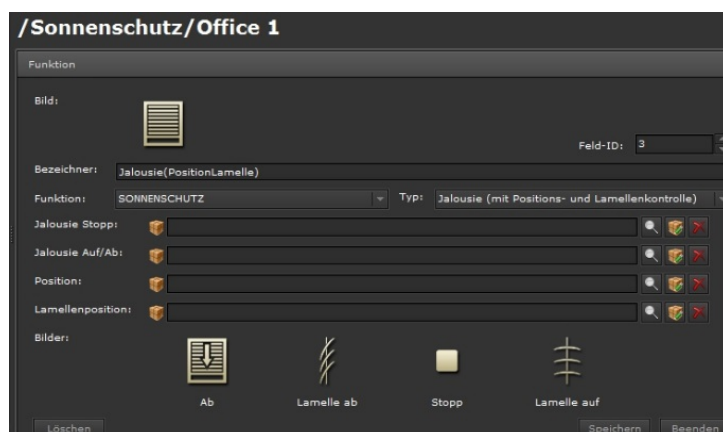 /Sonnenschutz/Office 1
Funktion
Bild:
Feld-ID: 3
Bezeichner: Jalousie(PositionLamelle)
Funktion: SONNENSCHUTZ Typ: Jalousie (mit Positions- und Lamellenkontrolle)
Jalousie Stopp:
Jalousie Auf/Ab:
Position:
Lamellenposition:
Bilder:
Ab Lamelle ab Stopp Lamelle auf
Löschen Speichern Beenden